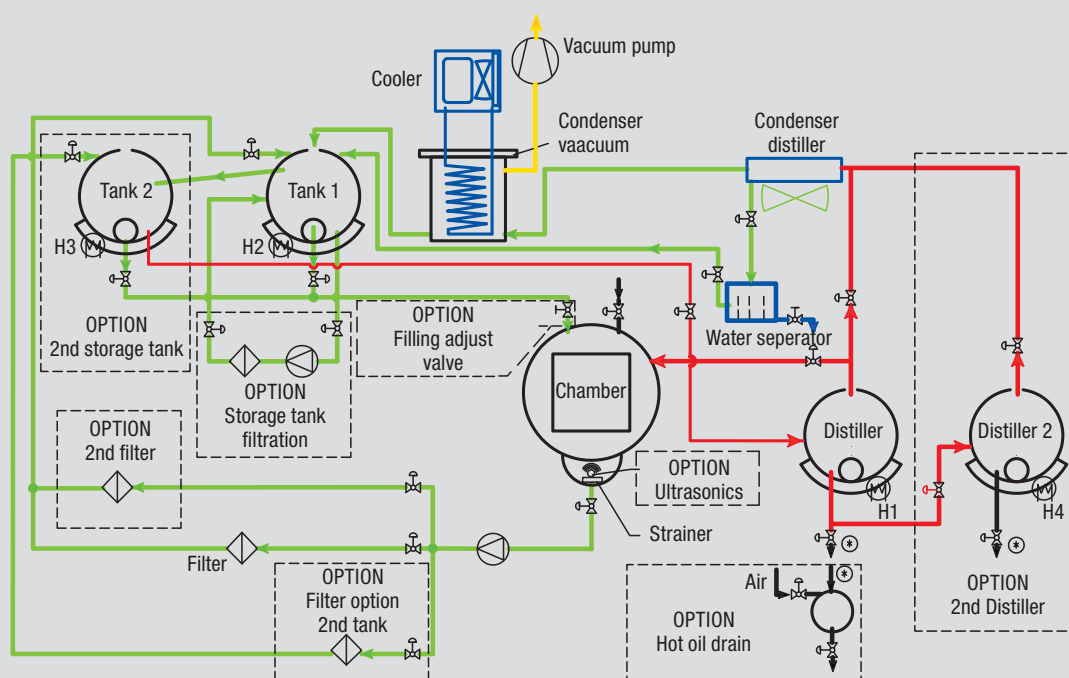 Vacuum pump
Cooler
Condenser
vaacuum
Condenser
distiller
Tank 2
Tank 1
H3
H2
OPTION
2nd storage tank
OPTION
Filling adjust
valve
Water seperator
OPTION
Storage tank
filtration
Chamber
Distiller
Distiller 2
OPTION
2nd filter
OPTION
Ultrasonics
H1
H4
Strainer
Filter
OPTION
Filter option
2nd tank
Air
OPTION
Hot oil drain
OPTION
2nd Distiller
*
*
*